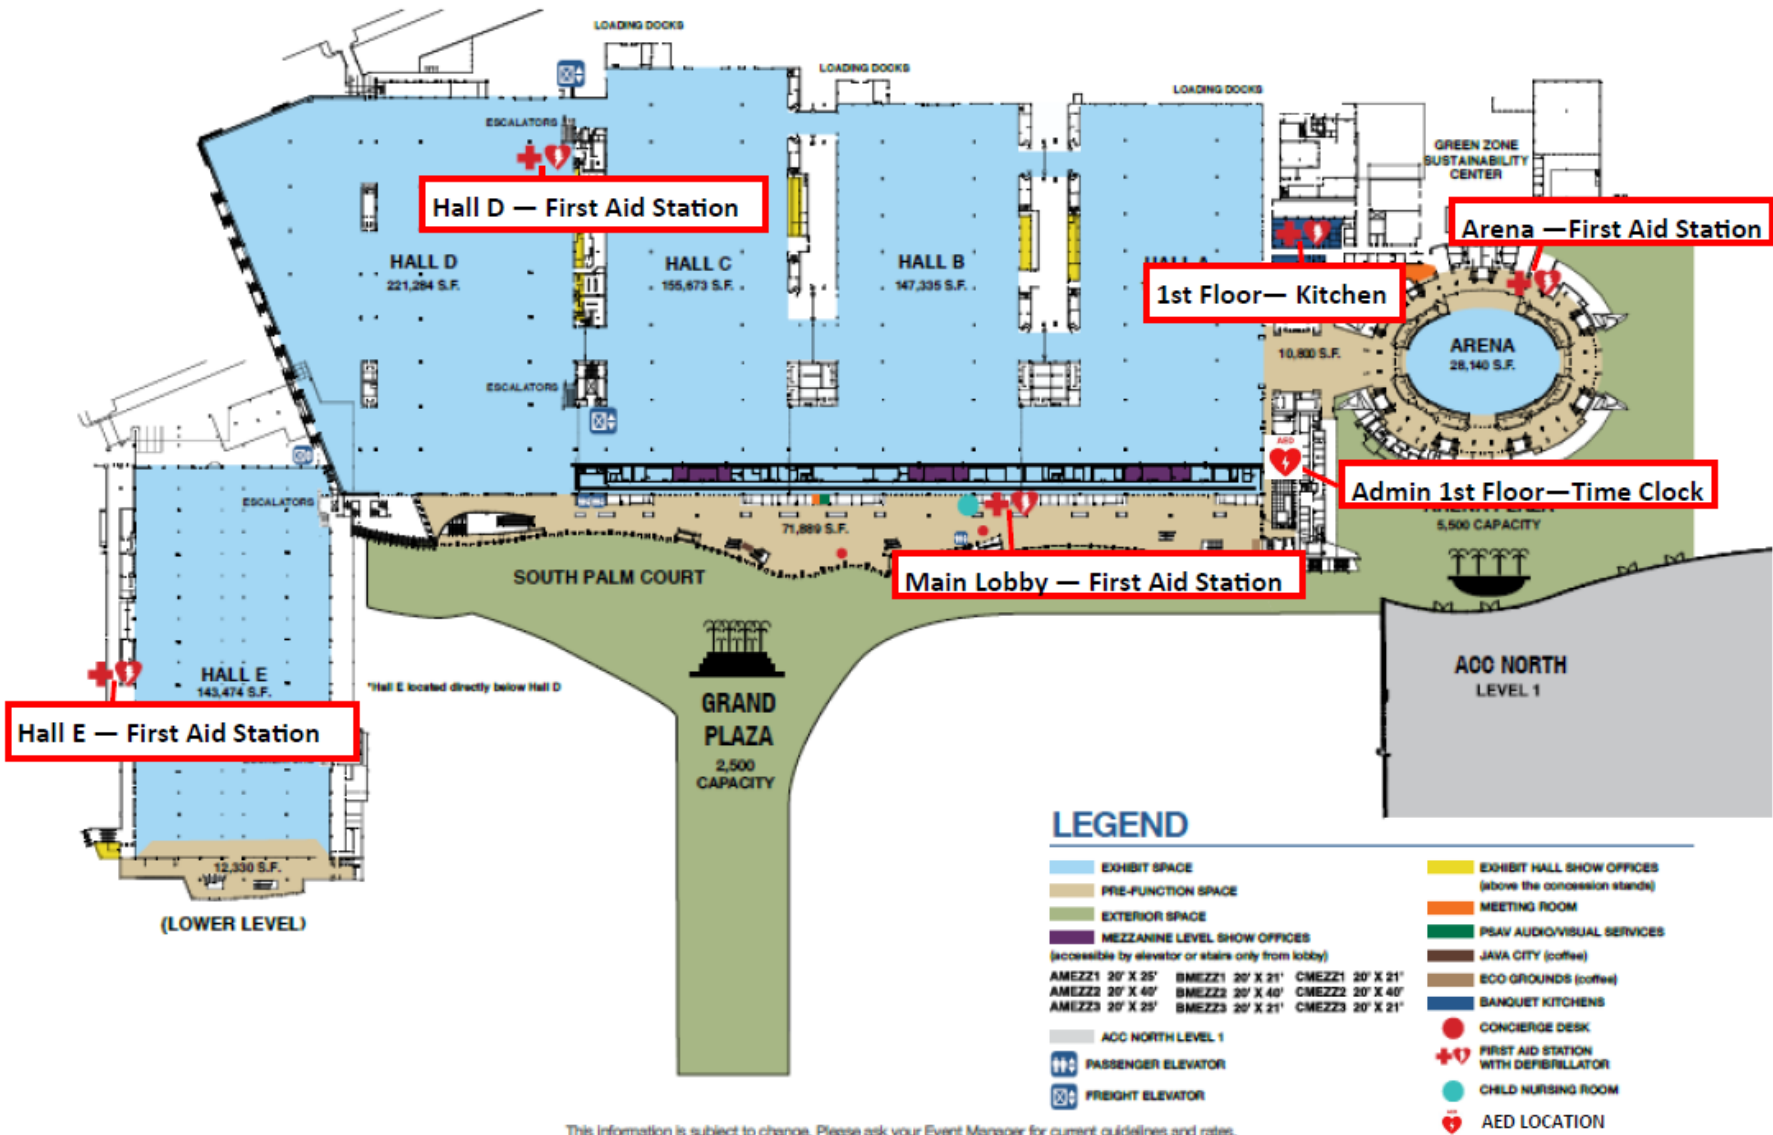 LOADING DOCKS
LOADING DOCKS
LOADING DOCKS
ESCALATORS
GREEN ZONE
SUSTAINABILITY
CENTER
Hall D — First Aid Station
Arena —First Aid Station
HALL D
221,284 S.F.
HALL C
155,673 S.F.
HALL B
147,335 S.F.
1st Floor— Kitchen
10,800 S.F.
ARENA
28,140 S.F.
ESCALATORS
AED
Admin 1st Floor—Time Clock
5,500 CAPACITY
ESCALATORS
71,889 S.F.
SOUTH PALM COURT
Main Lobby — First Aid Station
HALL E
143,474 S.F.
*Hall E located directly below Hall D
Hall E — First Aid Station
GRAND
PLAZA
2,500
CAPACITY
ACC NORTH
LEVEL 1
12,330 S.F.
(LOWER LEVEL)
LEGEND
EXHIBIT SPACE
PRE-FUNCTION SPACE
EXTERIOR SPACE
MEZZANINE LEVEL SHOW OFFICES
(accessible by elevator or stairs only from lobby)
AMEZZ1 20' X 25' BMEZZ1 20' X 21' CMEZZ1 20' X 21'
AMEZZ2 20' X 40' BMEZZ2 20' X 40' CMEZZ2 20' X 40'
AMEZZ3 20' X 25' BMEZZ3 20' X 21' CMEZZ3 20' X 21'
ACC NORTH LEVEL 1
PASSENGER ELEVATOR
FREIGHT ELEVATOR
EXHIBIT HALL SHOW OFFICES
(above the concession stands)
MEETING ROOM
PSAV AUDIO/VISUAL SERVICES
JAVA CITY (coffee)
ECO GROUNDS (coffee)
BANQUET KITCHENS
CONCIERGE DESK
FIRST AID STATION
WITH DEFIBRILLATOR
CHILD NURSING ROOM
AED LOCATION
This information is subject to change. Please ask your Event Manager for current guidelines and rates.